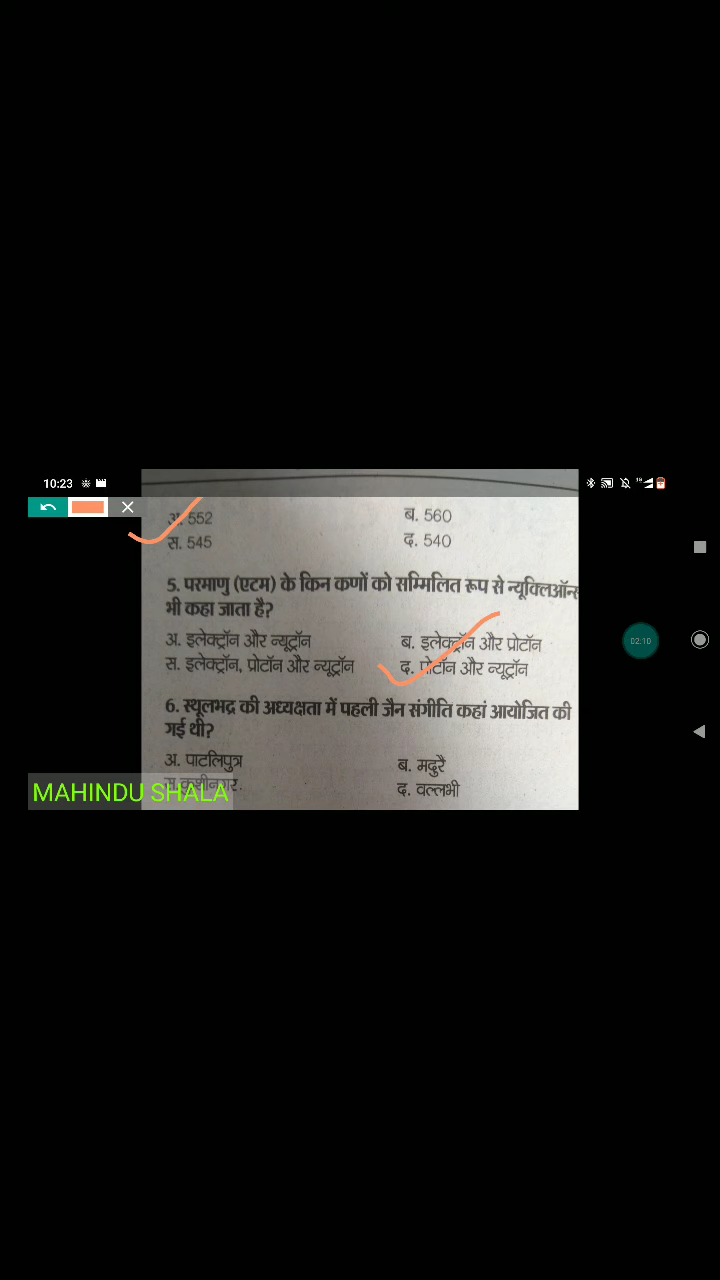 10:23
अ. 552
ब. 560
स. 545
द. 540
5. परमाणु (एटम) के किन कणों को सम्मिलित रूप से न्यूक्लिऑन्स
भी कहा जाता है?
अ. इलेक्ट्रॉन और न्यूट्रॉन
ब. इलेक्ट्रॉन और प्रोटॉन
स. इलेक्ट्रॉन, प्रोटॉन और न्यूट्रॉन
द. प्रोटॉन और न्यूट्रॉन
6. स्थूलभद्र की अध्यक्षता में पहली जैन संगीति कहां आयोजित की
गई थी?
अ. पाटलिपुत्र
ब. मदुरै
स कुशीनगर.
द. वल्लभी
MAHINDU SHALA
02:10